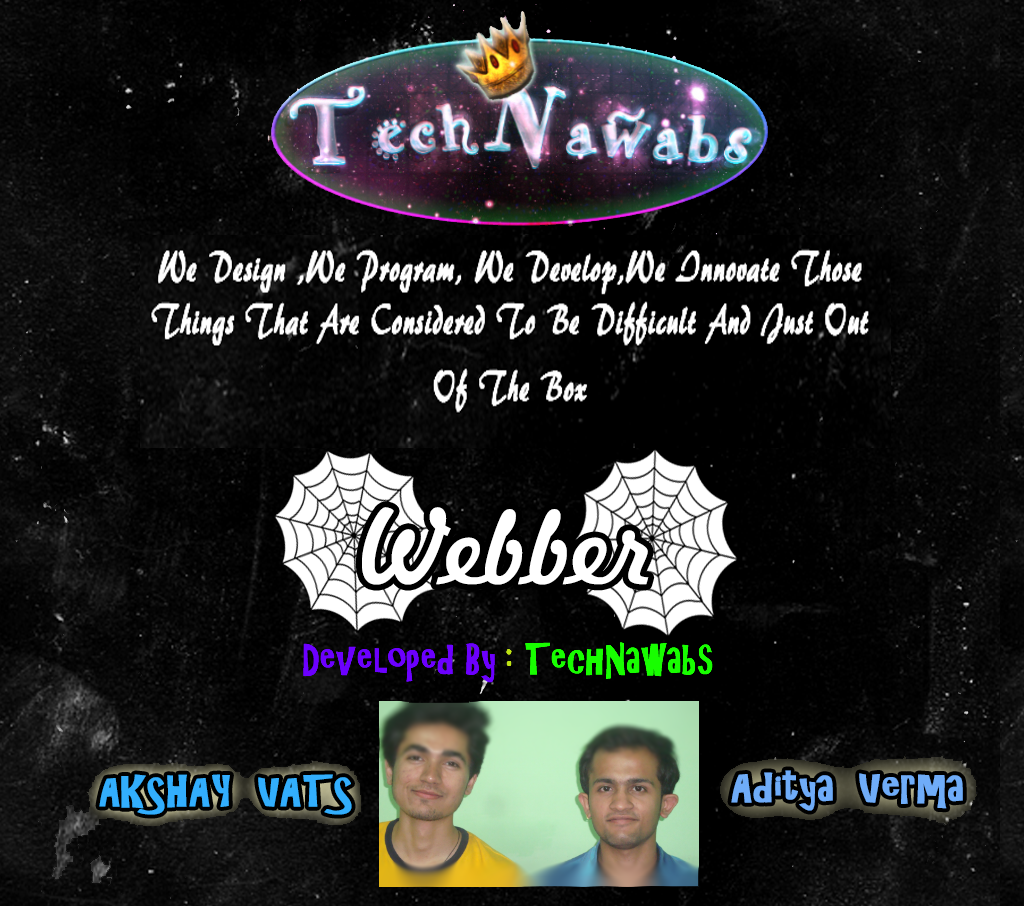 TechNawabs
We Design ,We Program, We Develop,We Innovate Those
Things That Are Considered To Be Difficult And Just Out
Of The Box
Webber
Developed By : TechNaWabS
AKSHAY VATS
Aditya Verma